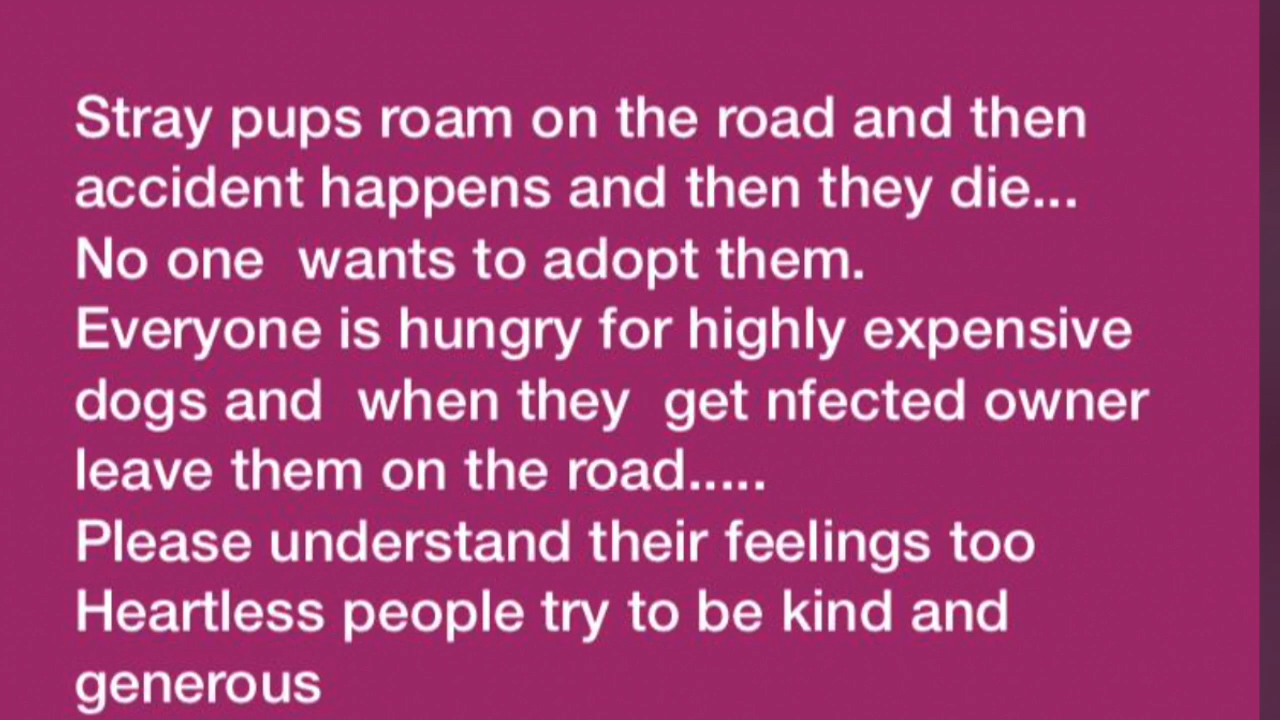 Stray pups roam on the road and then
accident happens and then they die...
No one  wants to adopt them.
Everyone is hungry for highly expensive
dogs and  when they  get nfected owner
leave them on the road.....
Please understand their feelings too
Heartless people try to be kind and
generous